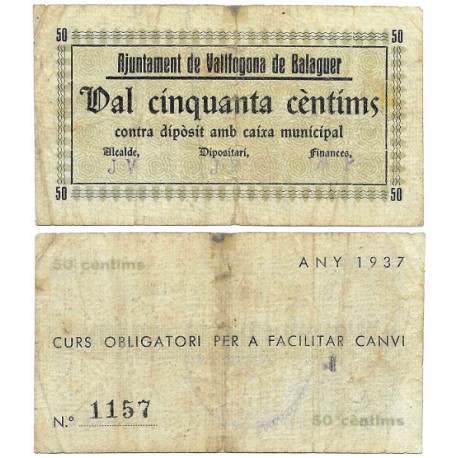 50 50
Ajuntament de Vallfogona de Balaguer
Val cinquanta cèntims
contra dipòsit amb caixa municipal
Alcalde, Dipositari, Finances,
J V
50 50
50 cèntims
ANY 1937
CURS OBLIGATORI PER A FACILITAR CANVI
N.º 1157
50 cèntims